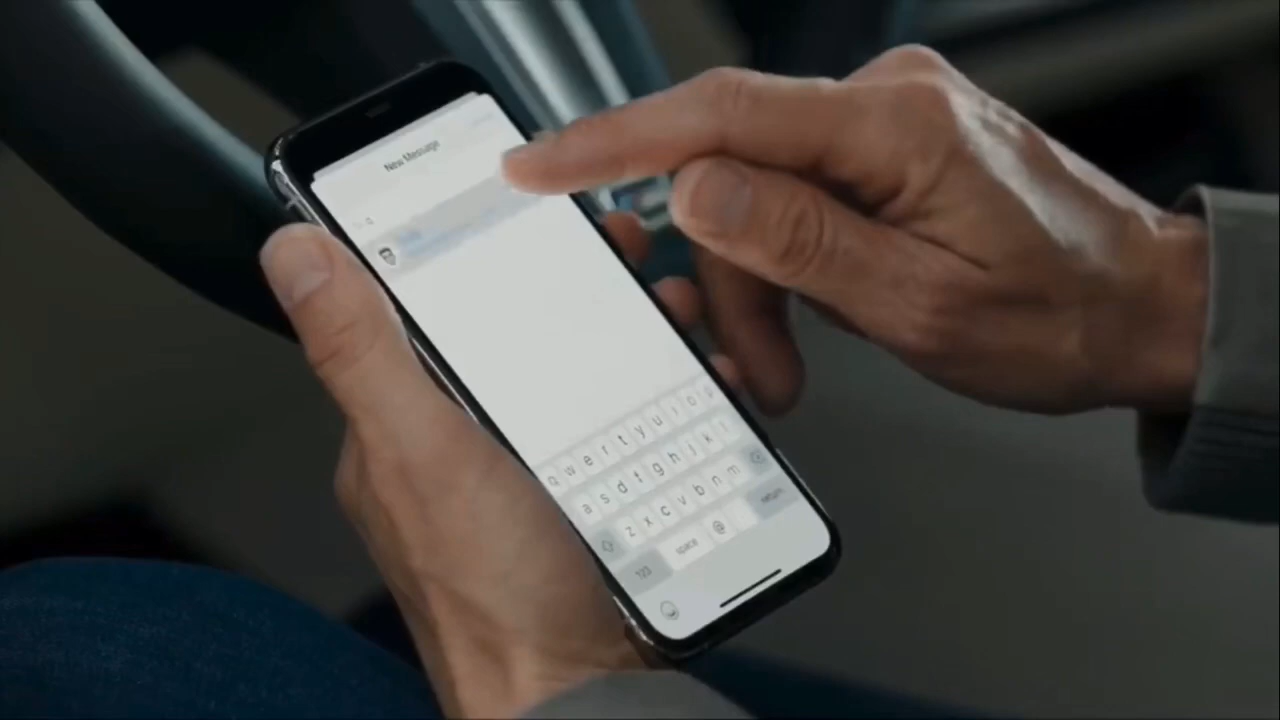 New Message
q w e r t y u i o p
a s d f g h j k l
z x c v b n m
123 space @ return